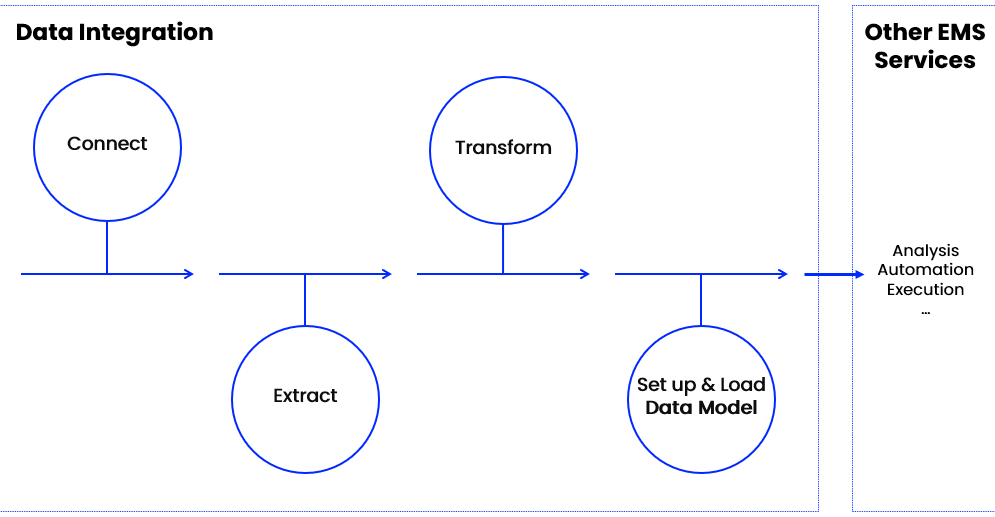 Data Integration
Connect
Extract
Transform
Set up & Load
Data Model
Other EMS
Services
Analysis
Automation
Execution
...